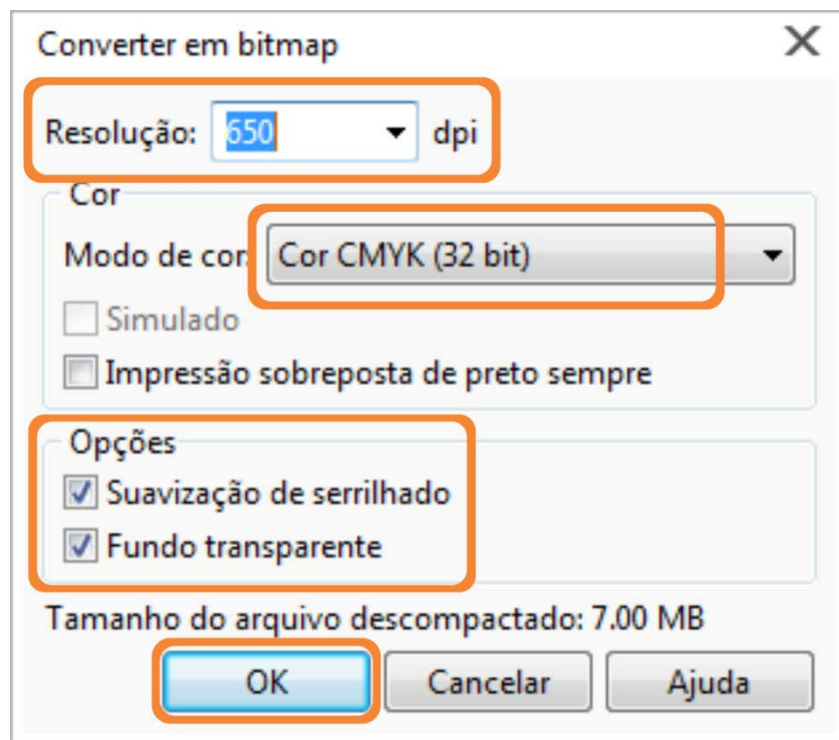 Converter em bitmap
Resolução: 650 dpi
Cor
Modo de cor: Cor CMYK (32 bit)
Simulado
Impressão sobreposta de preto sempre
Opções
Suavização de serrilhado
Fundo transparente
Tamanho do arquivo descompactado: 7.00 MB
OK Cancelar Ajuda